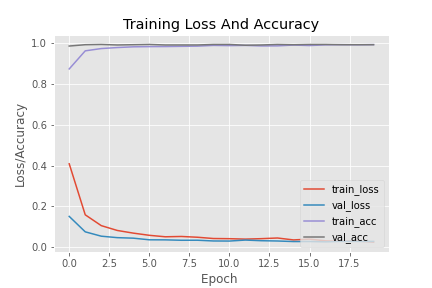 Training Loss And Accuracy
Loss/Accuracy
1.0
0.8
0.6
0.4
0.2
0.0
train_loss
val_loss
train_acc
val_acc
0.0 2.5 5.0 7.5 10.0 12.5 15.0 17.5
Epoch